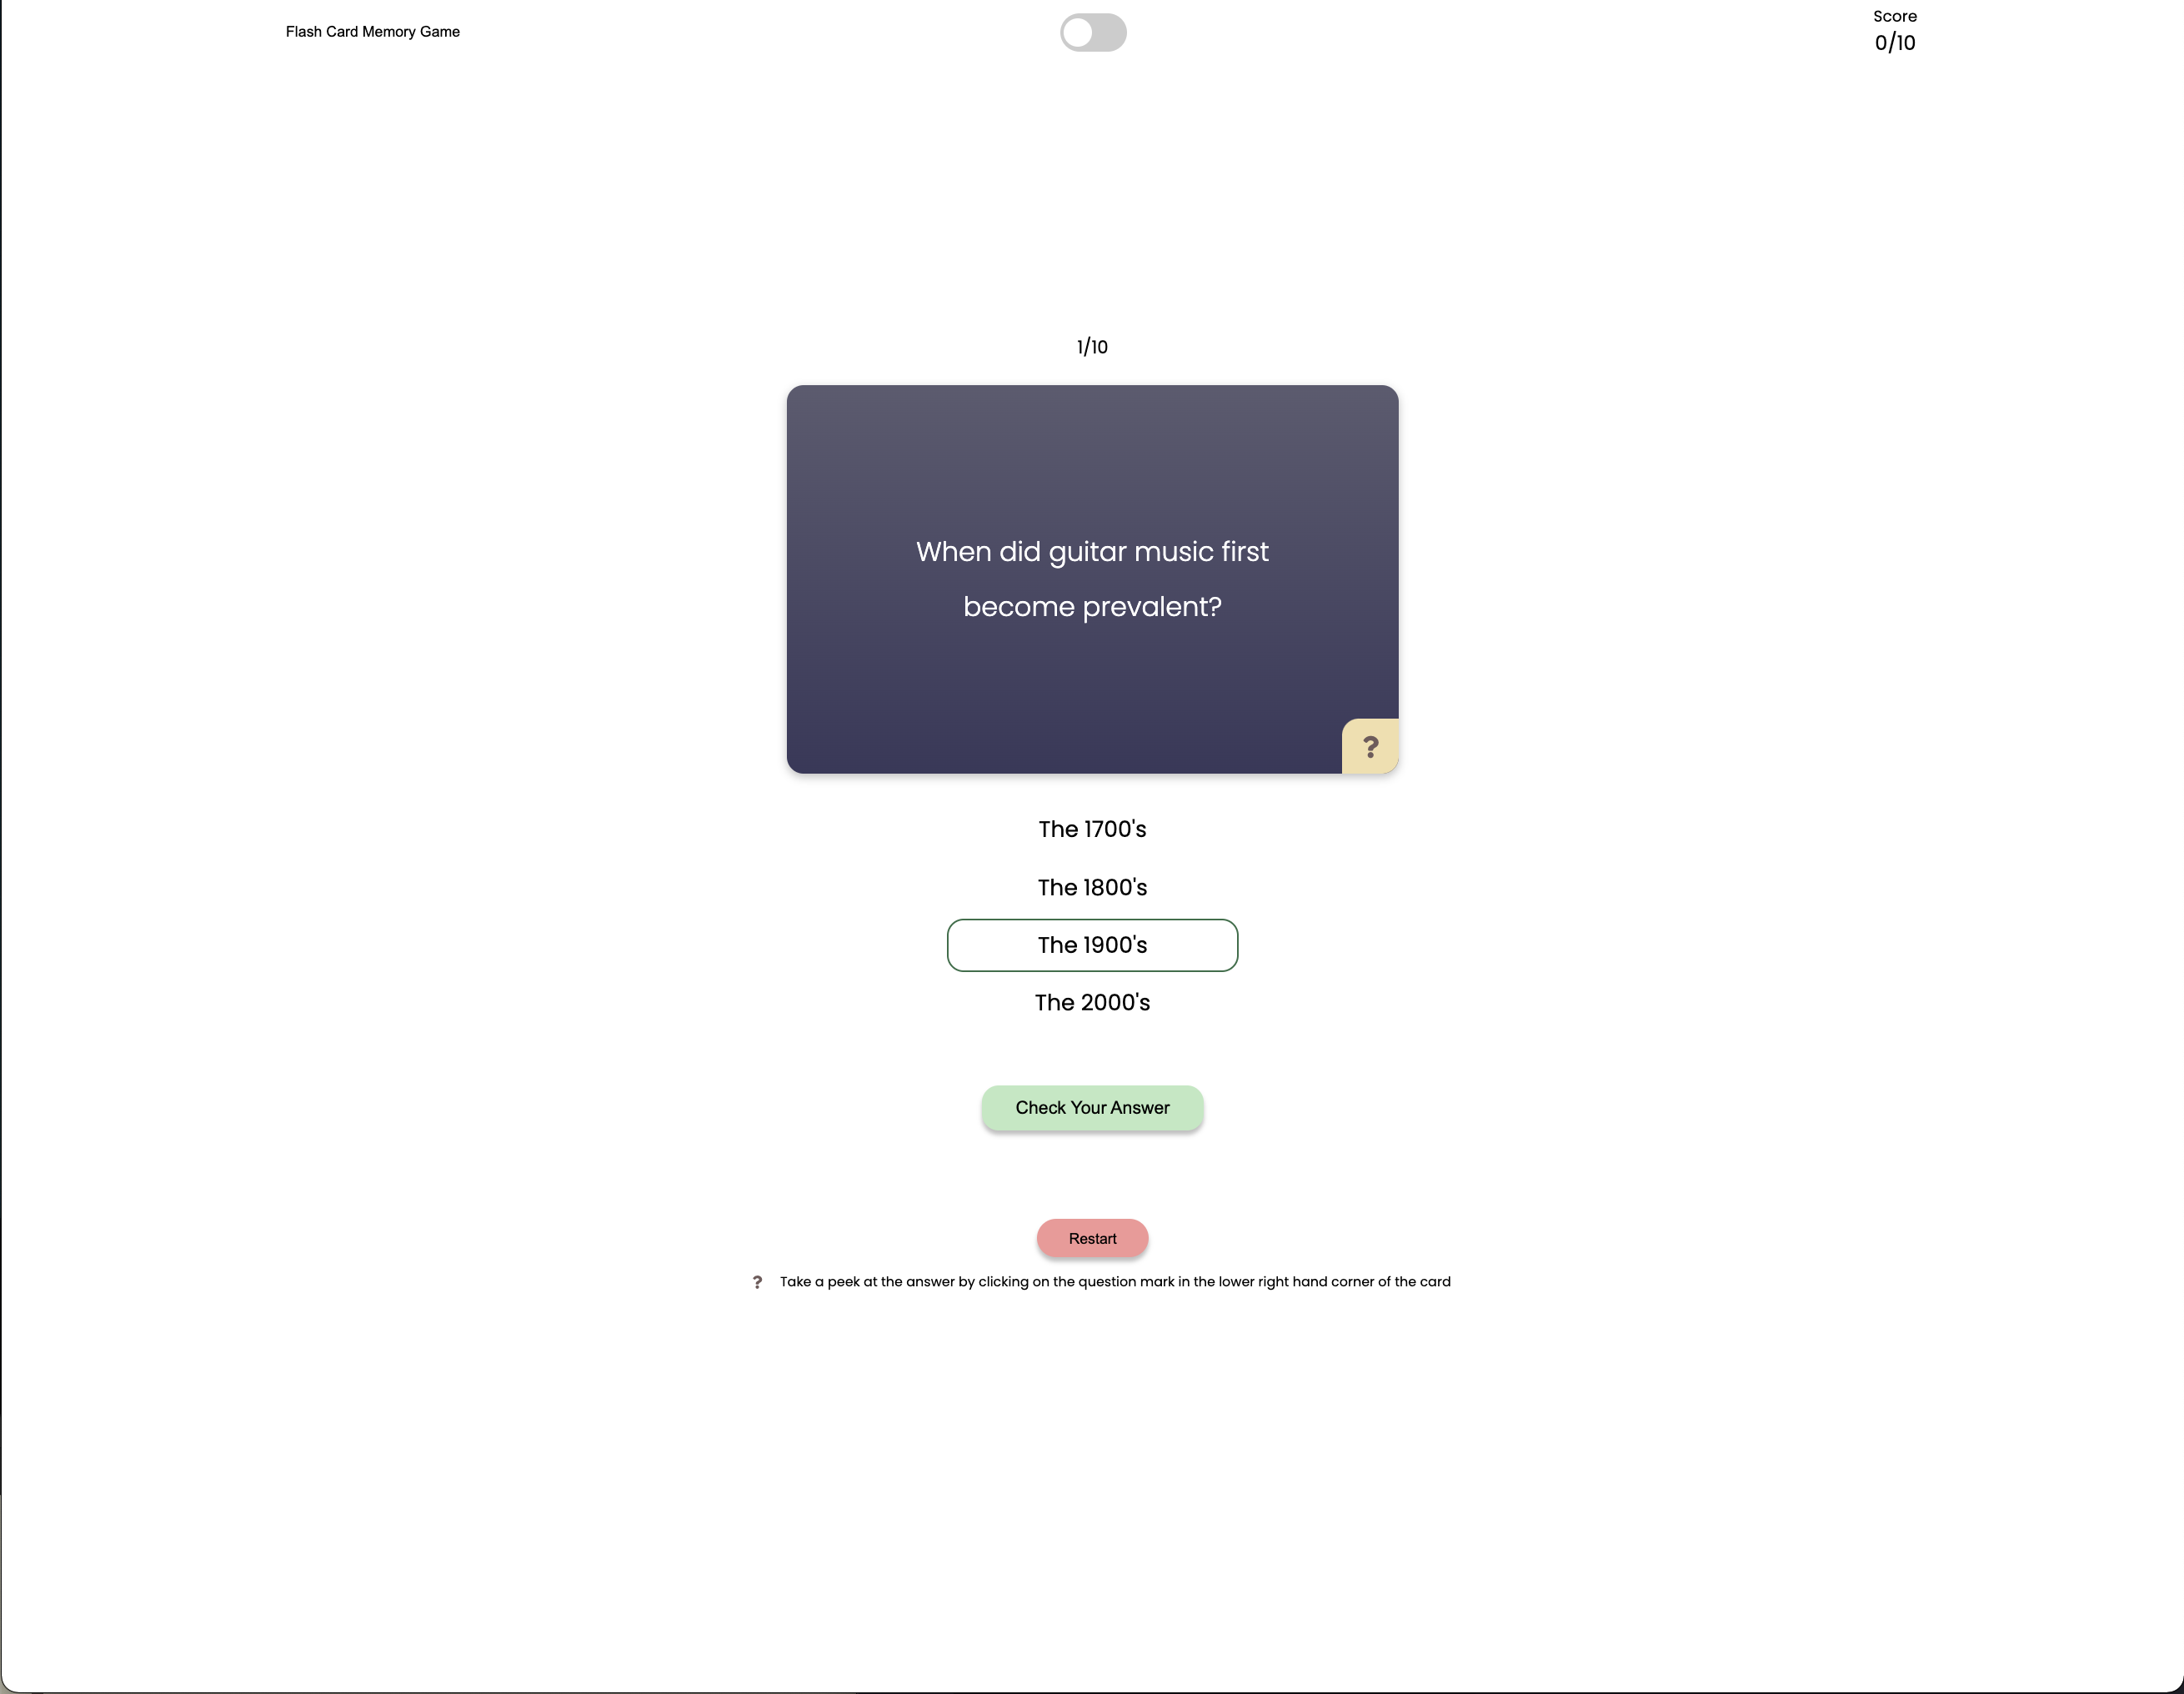 Flash Card Memory Game
Score
0/10
1/10
When did guitar music first
become prevalent?
?
The 1700's
The 1800's
The 1900's
The 2000's
Check Your Answer
Restart
? Take a peek at the answer by clicking on the question mark in the lower right hand corner of the card